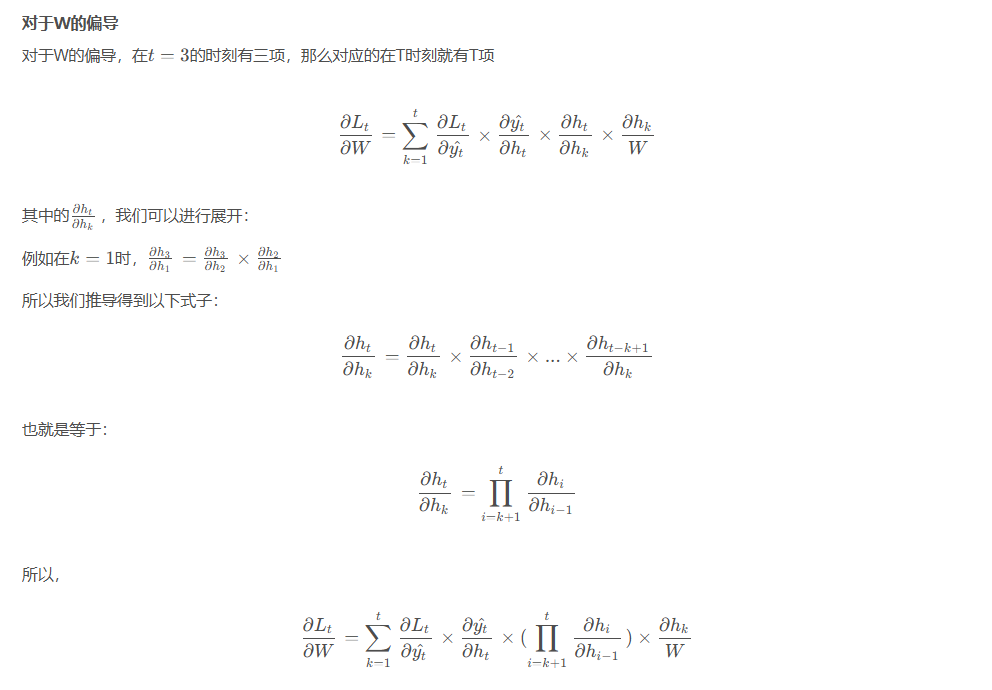 对于W的偏导
对于W的偏导，在$t = 3$的时刻有三项，那么对应的在T时刻就有T项
$$\frac{\partial L_t}{\partial W} = \sum_{k=1}^{t} \frac{\partial L_t}{\partial \hat{y_t}} \times \frac{\partial \hat{y_t}}{\partial h_t} \times \frac{\partial h_t}{\partial h_k} \times \frac{\partial h_k}{W}$$
其中的$\frac{\partial h_t}{\partial h_k}$，我们可以进行展开：
例如在$k = 1$时，$\frac{\partial h_3}{\partial h_1} = \frac{\partial h_3}{\partial h_2} \times \frac{\partial h_2}{\partial h_1}$
所以我们推导得到以下式子：
$$\frac{\partial h_t}{\partial h_k} = \frac{\partial h_t}{\partial h_k} \times \frac{\partial h_{t-1}}{\partial h_{t-2}} \times ... \times \frac{\partial h_{t-k+1}}{\partial h_k}$$
也就是等于：
$$\frac{\partial h_t}{\partial h_k} = \prod_{i=k+1}^{t} \frac{\partial h_i}{\partial h_{i-1}}$$
所以，
$$\frac{\partial L_t}{\partial W} = \sum_{k=1}^{t} \frac{\partial L_t}{\partial \hat{y_t}} \times \frac{\partial \hat{y_t}}{\partial h_t} \times ( \prod_{i=k+1}^{t} \frac{\partial h_i}{\partial h_{i-1}} ) \times \frac{\partial h_k}{W}$$